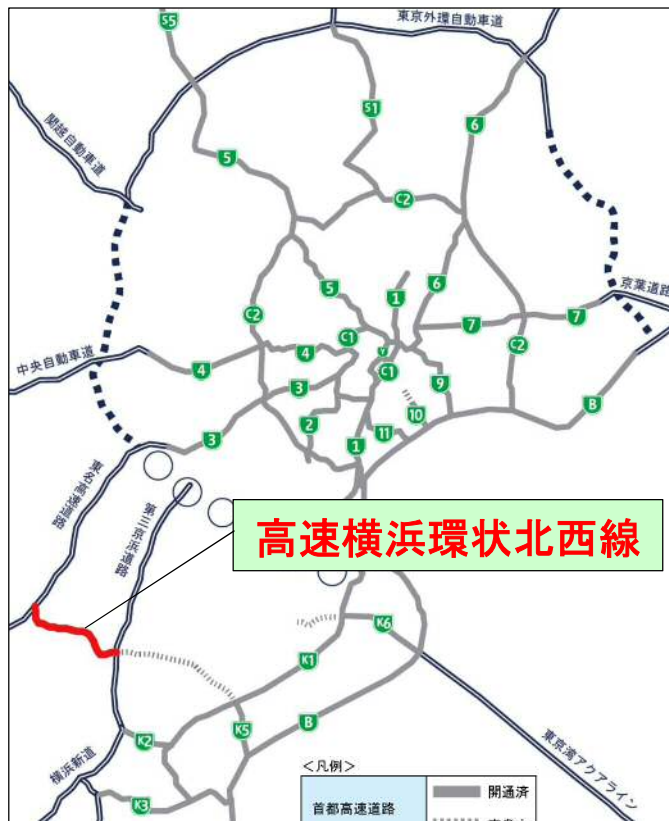 S5
東京外環自動車道
S1
6
関越自動車道
5
C2
京葉道路
5
1
6
C2
C1
7
7
中央自動車道
4
4
Y
C1
C2
3
9
B
2
10
3
1
11
東名高速道路
第三京浜道路
高速横浜環状北西線
K6
K1
K5
B
K2
横浜新道
東京湾アクアライン
K3
<凡例>
首都高速道路
開通済